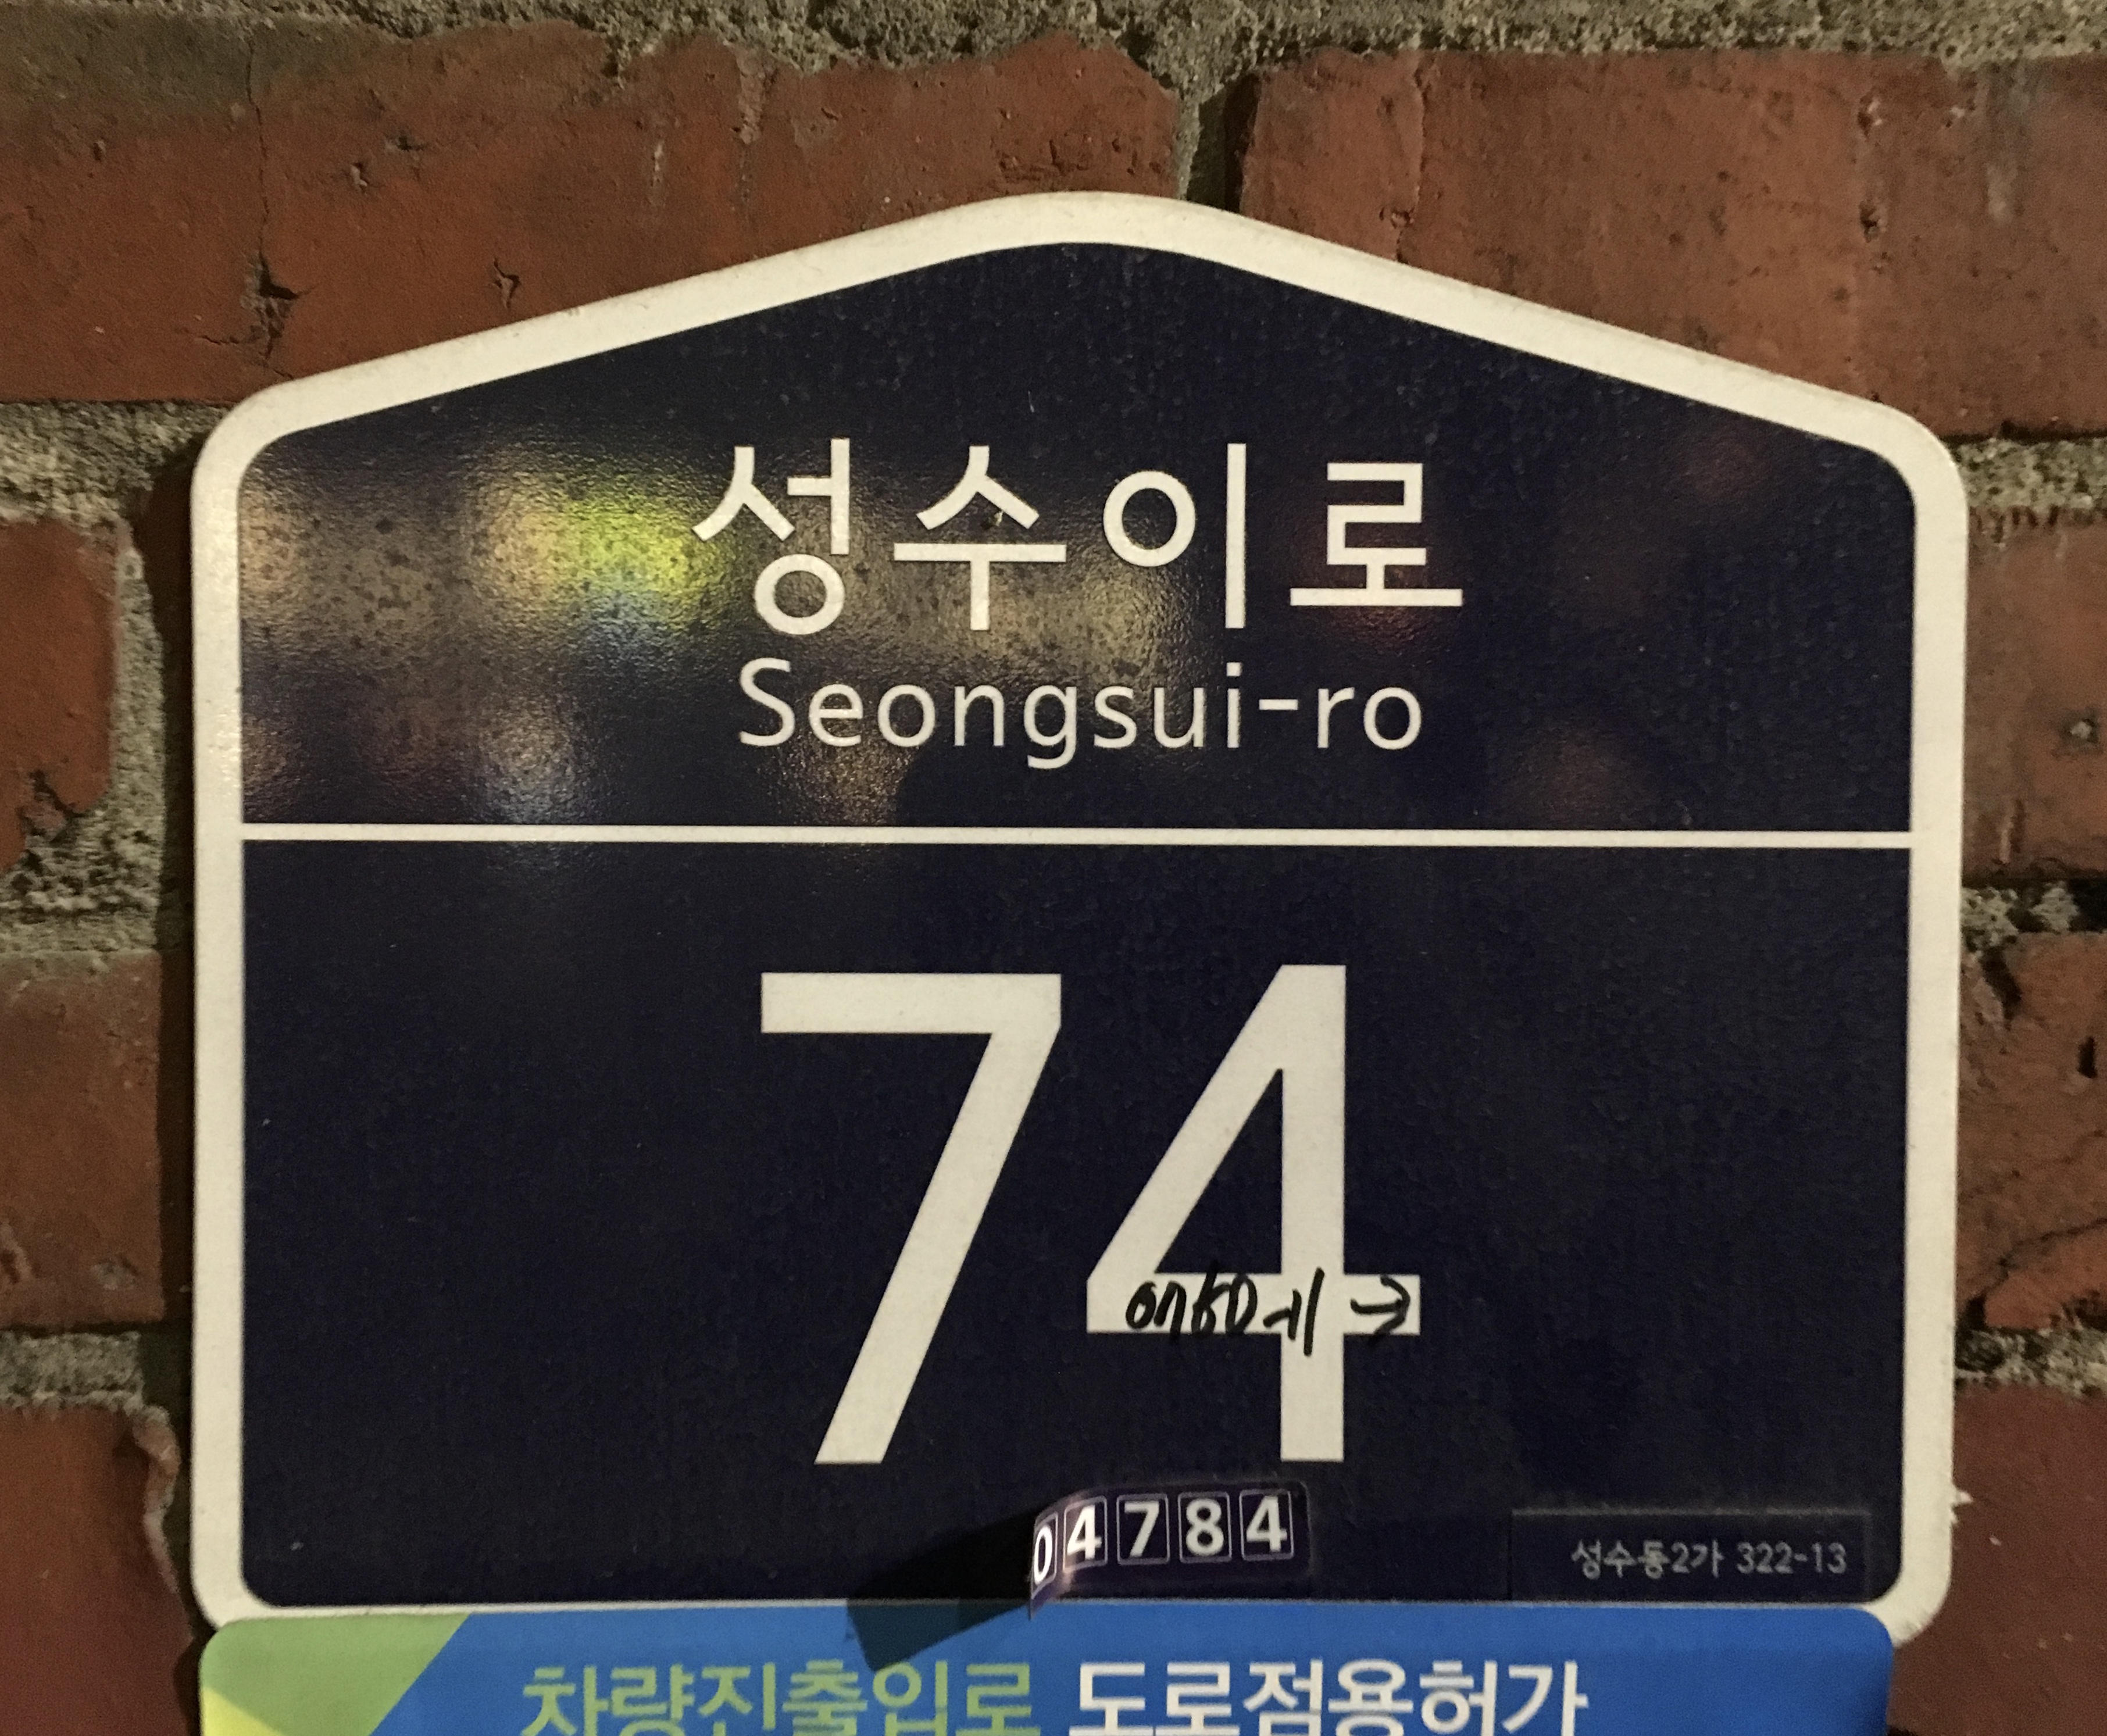 성수이로
Seongsui-ro
74
04784
성수동2가 322-13
차량진출입로 도로점용허가